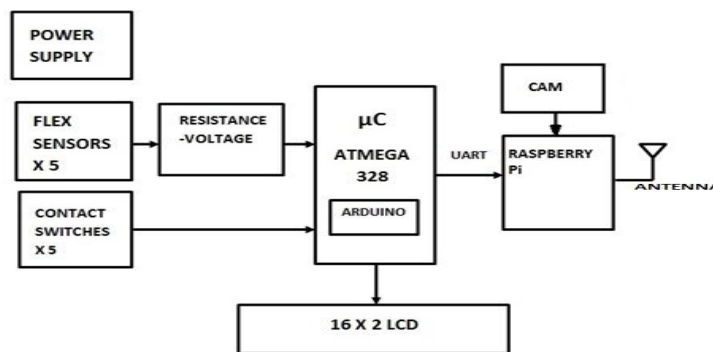 POWER
SUPPLY
FLEX
SENSORS
X 5
RESISTANCE
-VOLTAGE
CONTACT
SWITCHES
X 5
µC
ATMEGA
328
ARDUINO
UART
CAM
RASPBERRY
Pi
ANTENNA
16 X 2 LCD